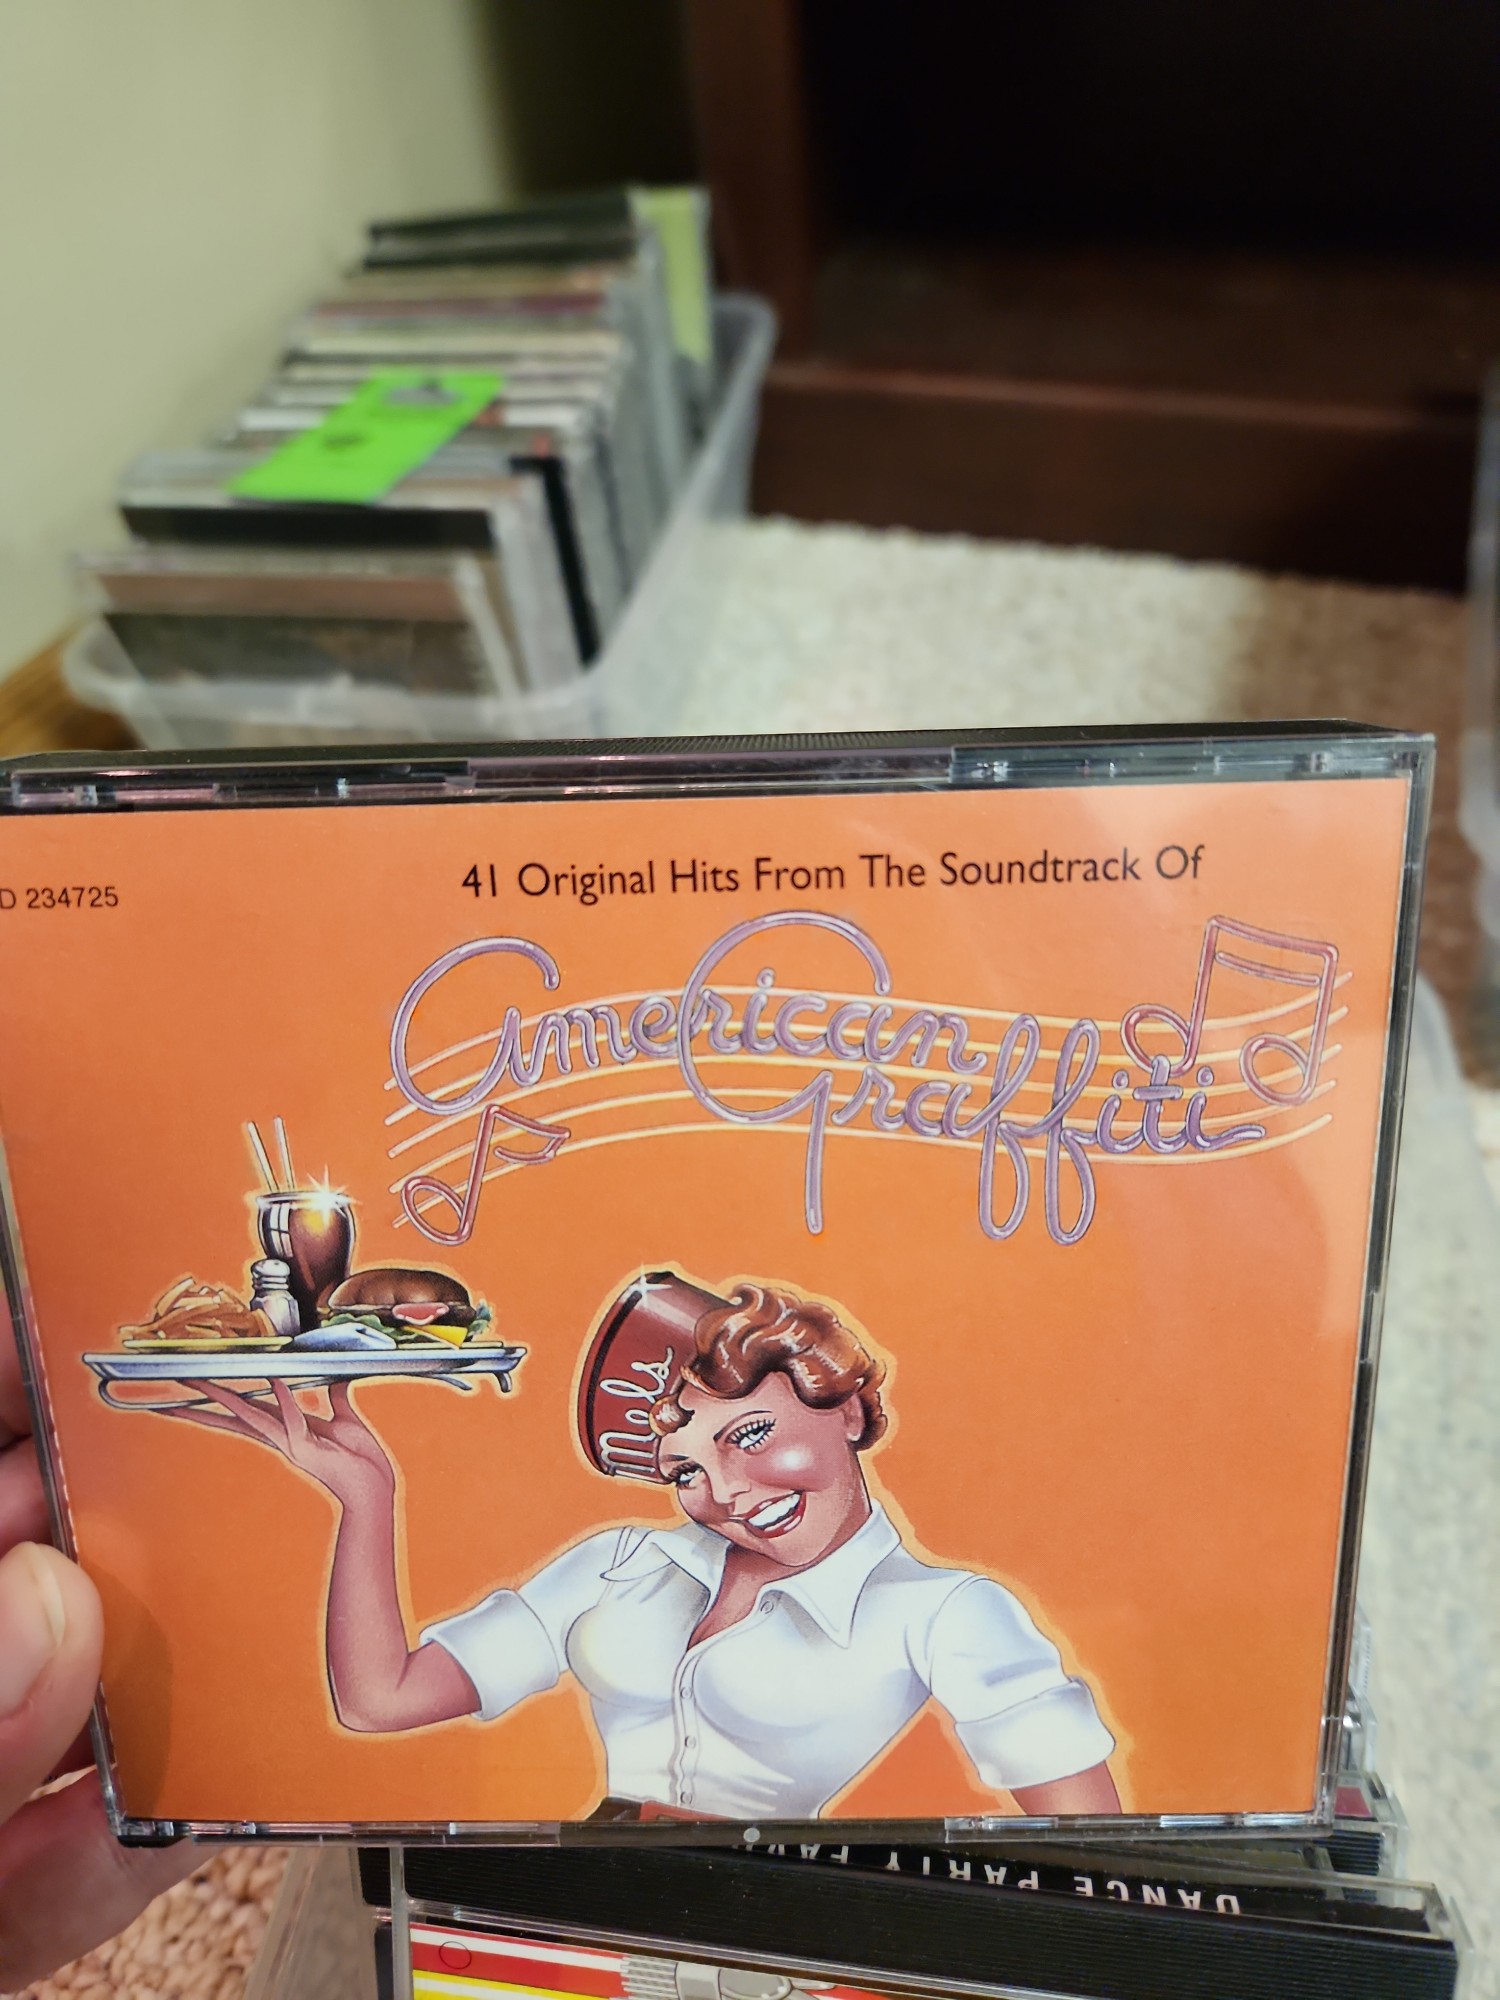 41 Original Hits From The Soundtrack Of
D 234725
American
Graffiti
mels
DANCE PARTY